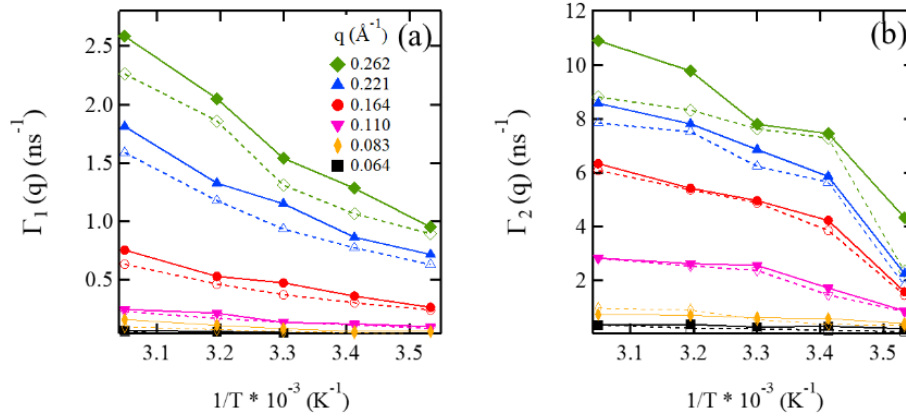 q (Å⁻¹) (a)
0.262
0.221
0.164
0.110
0.083
0.064
2.5
2.0
1.5
1.0
0.5
Γ₁ (q) (ns⁻¹)
3.1 3.2 3.3 3.4 3.5
1/T * 10⁻³ (K⁻¹)
(b)
12
10
8
6
4
2
Γ₂ (q) (ns⁻¹)
3.1 3.2 3.3 3.4 3.5
1/T * 10⁻³ (K⁻¹)